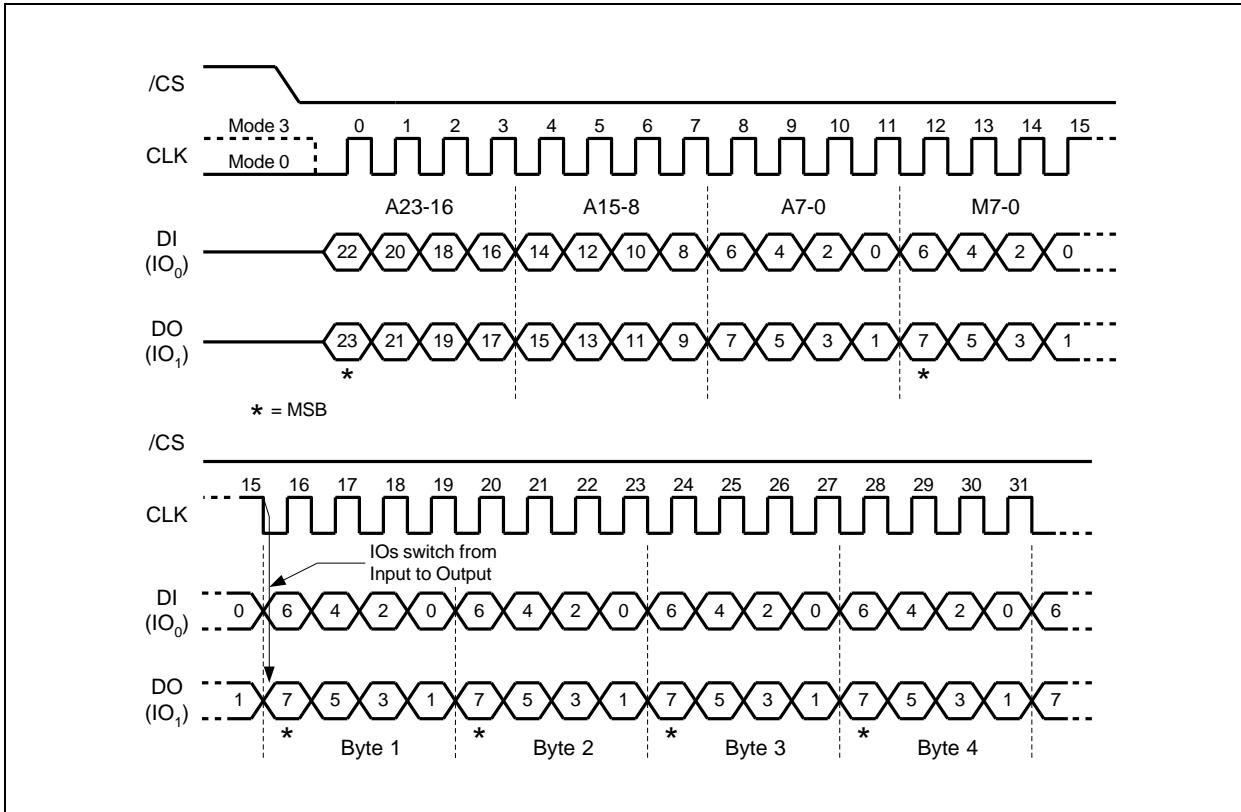 /CS
Mode 3 0 1 2 3 4 5 6 7 8 9 10 11 12 13 14 15
CLK
Mode 0
A23-16 A15-8 A7-0 M7-0
DI
(IO0) 22 20 18 16 14 12 10 8 6 4 2 0 6 4 2 0
DO
(IO1) 23 21 19 17 15 13 11 9 7 5 3 1 7 5 3 1
* *
* = MSB
/CS
15 16 17 18 19 20 21 22 23 24 25 26 27 28 29 30 31
CLK
IOs switch from
Input to Output
DI
(IO0) 0 6 4 2 0 6 4 2 0 6 4 2 0 6 4 2 0 6
DO
(IO1) 1 7 5 3 1 7 5 3 1 7 5 3 1 7 5 3 1 7
* * * *
Byte 1 Byte 2 Byte 3 Byte 4